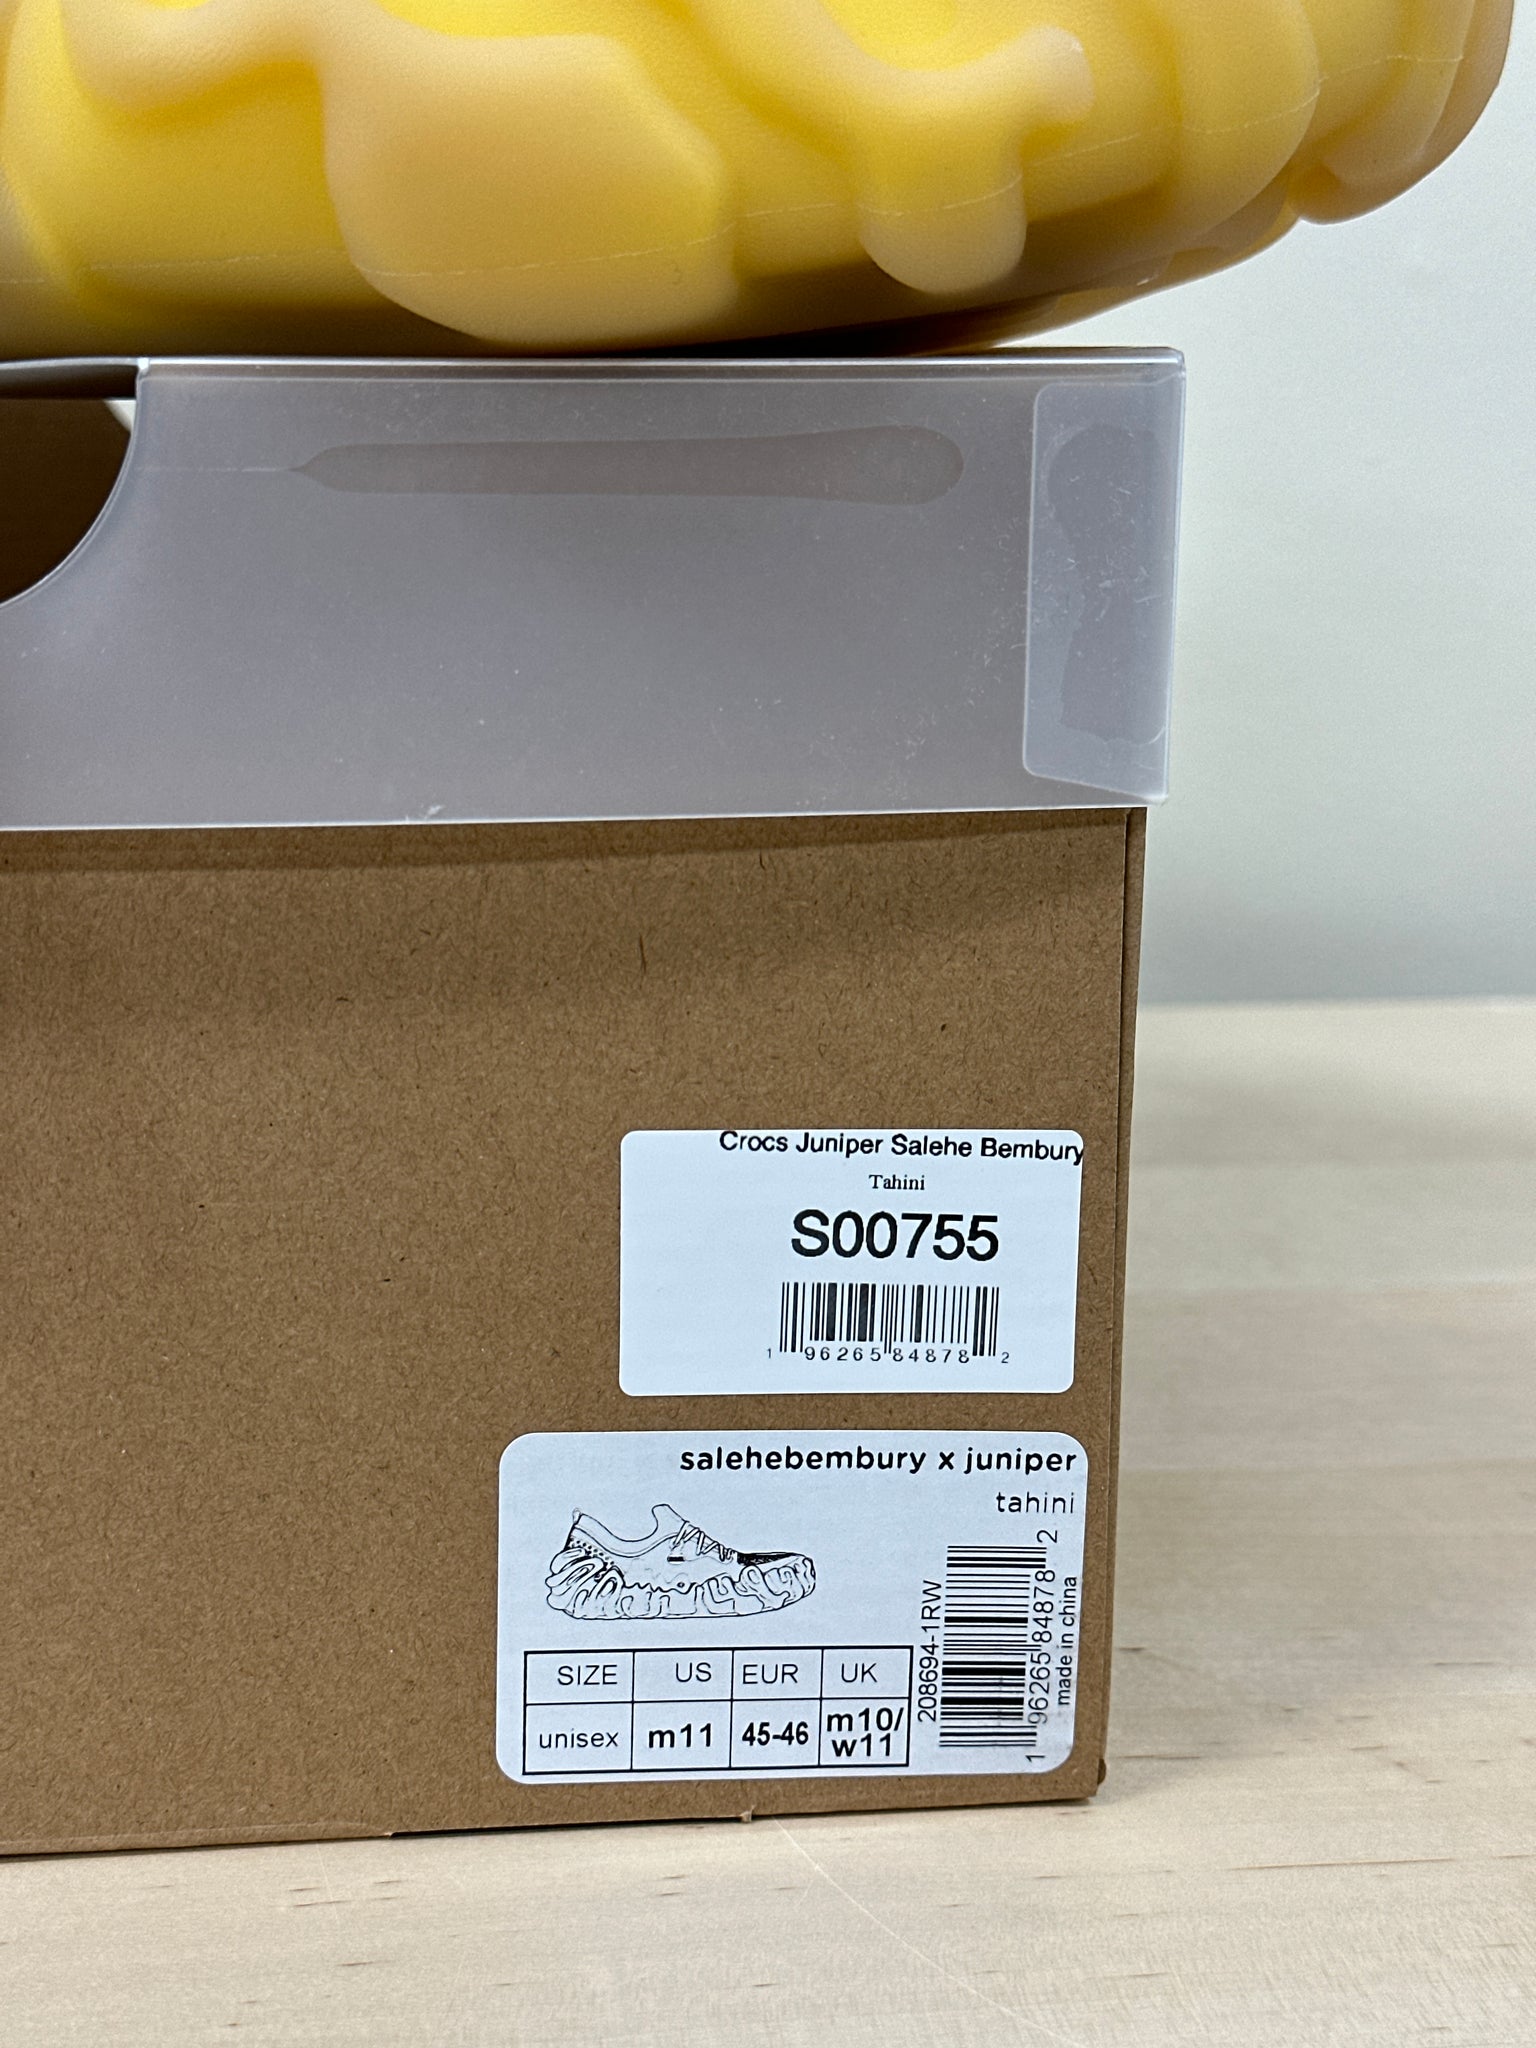 Crocs Juniper Salehe Bembury
Tahini
S00755
1 96265 84878 2
salehebembury x juniper
tahini
SIZE US EUR UK
unisex m11 45-46 m10/
w11
208694-1RW
1 96265 84878 2
made in china